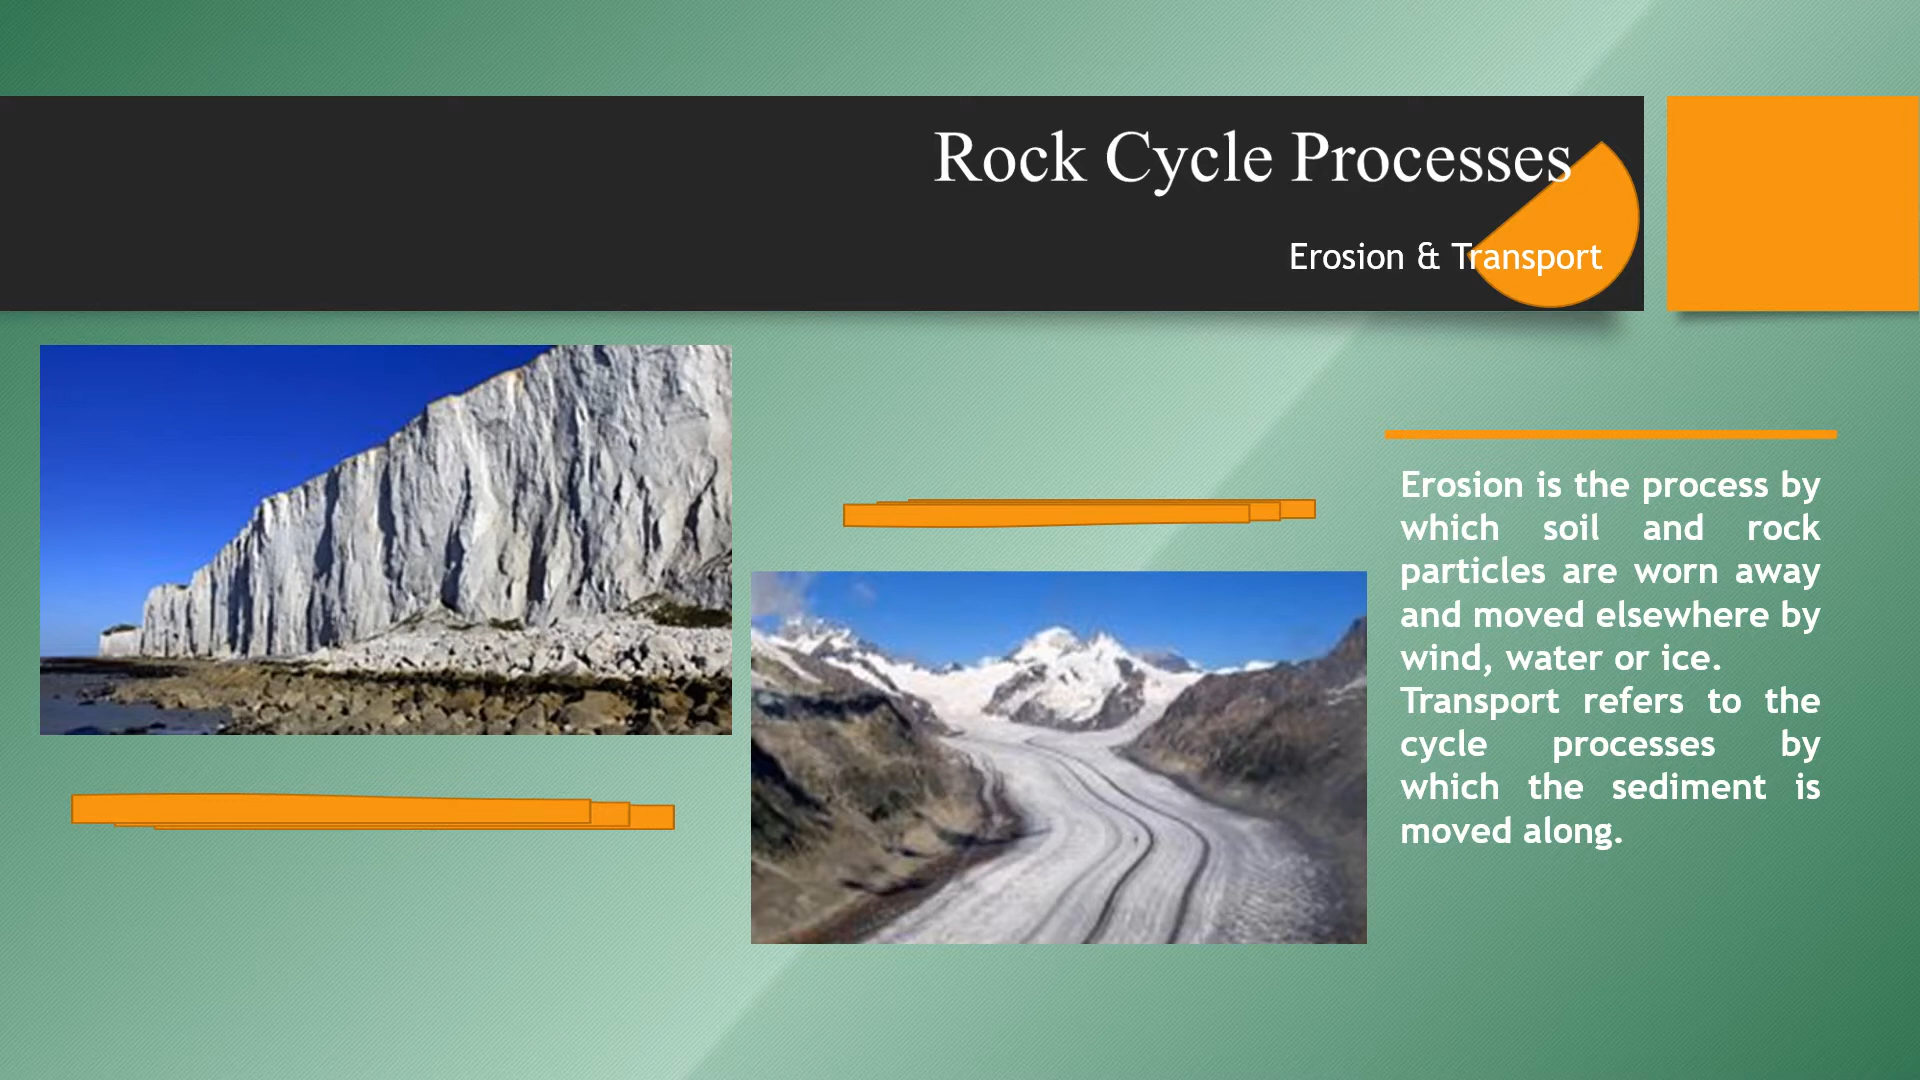 Rock Cycle Processes
Erosion & Transport
Erosion is the process by
which soil and rock
particles are worn away
and moved elsewhere by
wind, water or ice.
Transport refers to the
cycle processes by
which the sediment is
moved along.